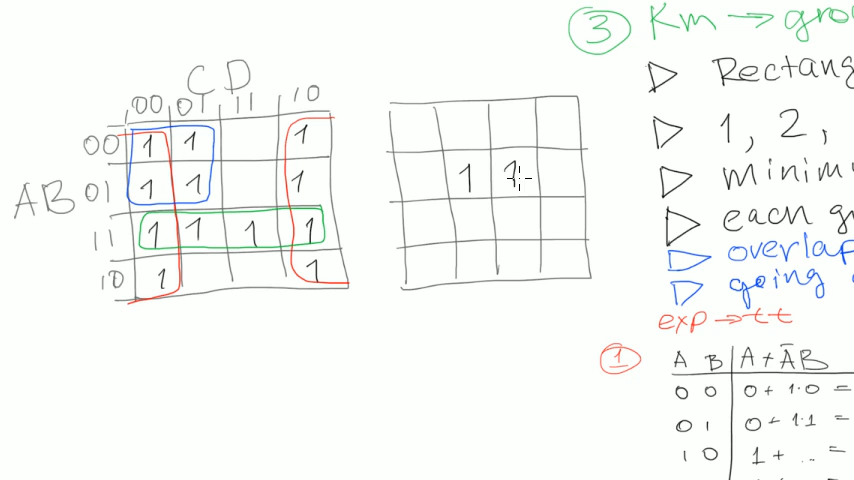 CD
00 01 11 10
AB
00 1 1 1
01 1 1 1
11 1 1 1 1
10 1 1
1 1
3 Km → gro
Rectang
1, 2,
minim
each g
overlap
going
exp → tt
1
A B A + A̅B
0 0 0 + 1·0 =
0 1 0 + 1·1 =
1 0 1 + .. =